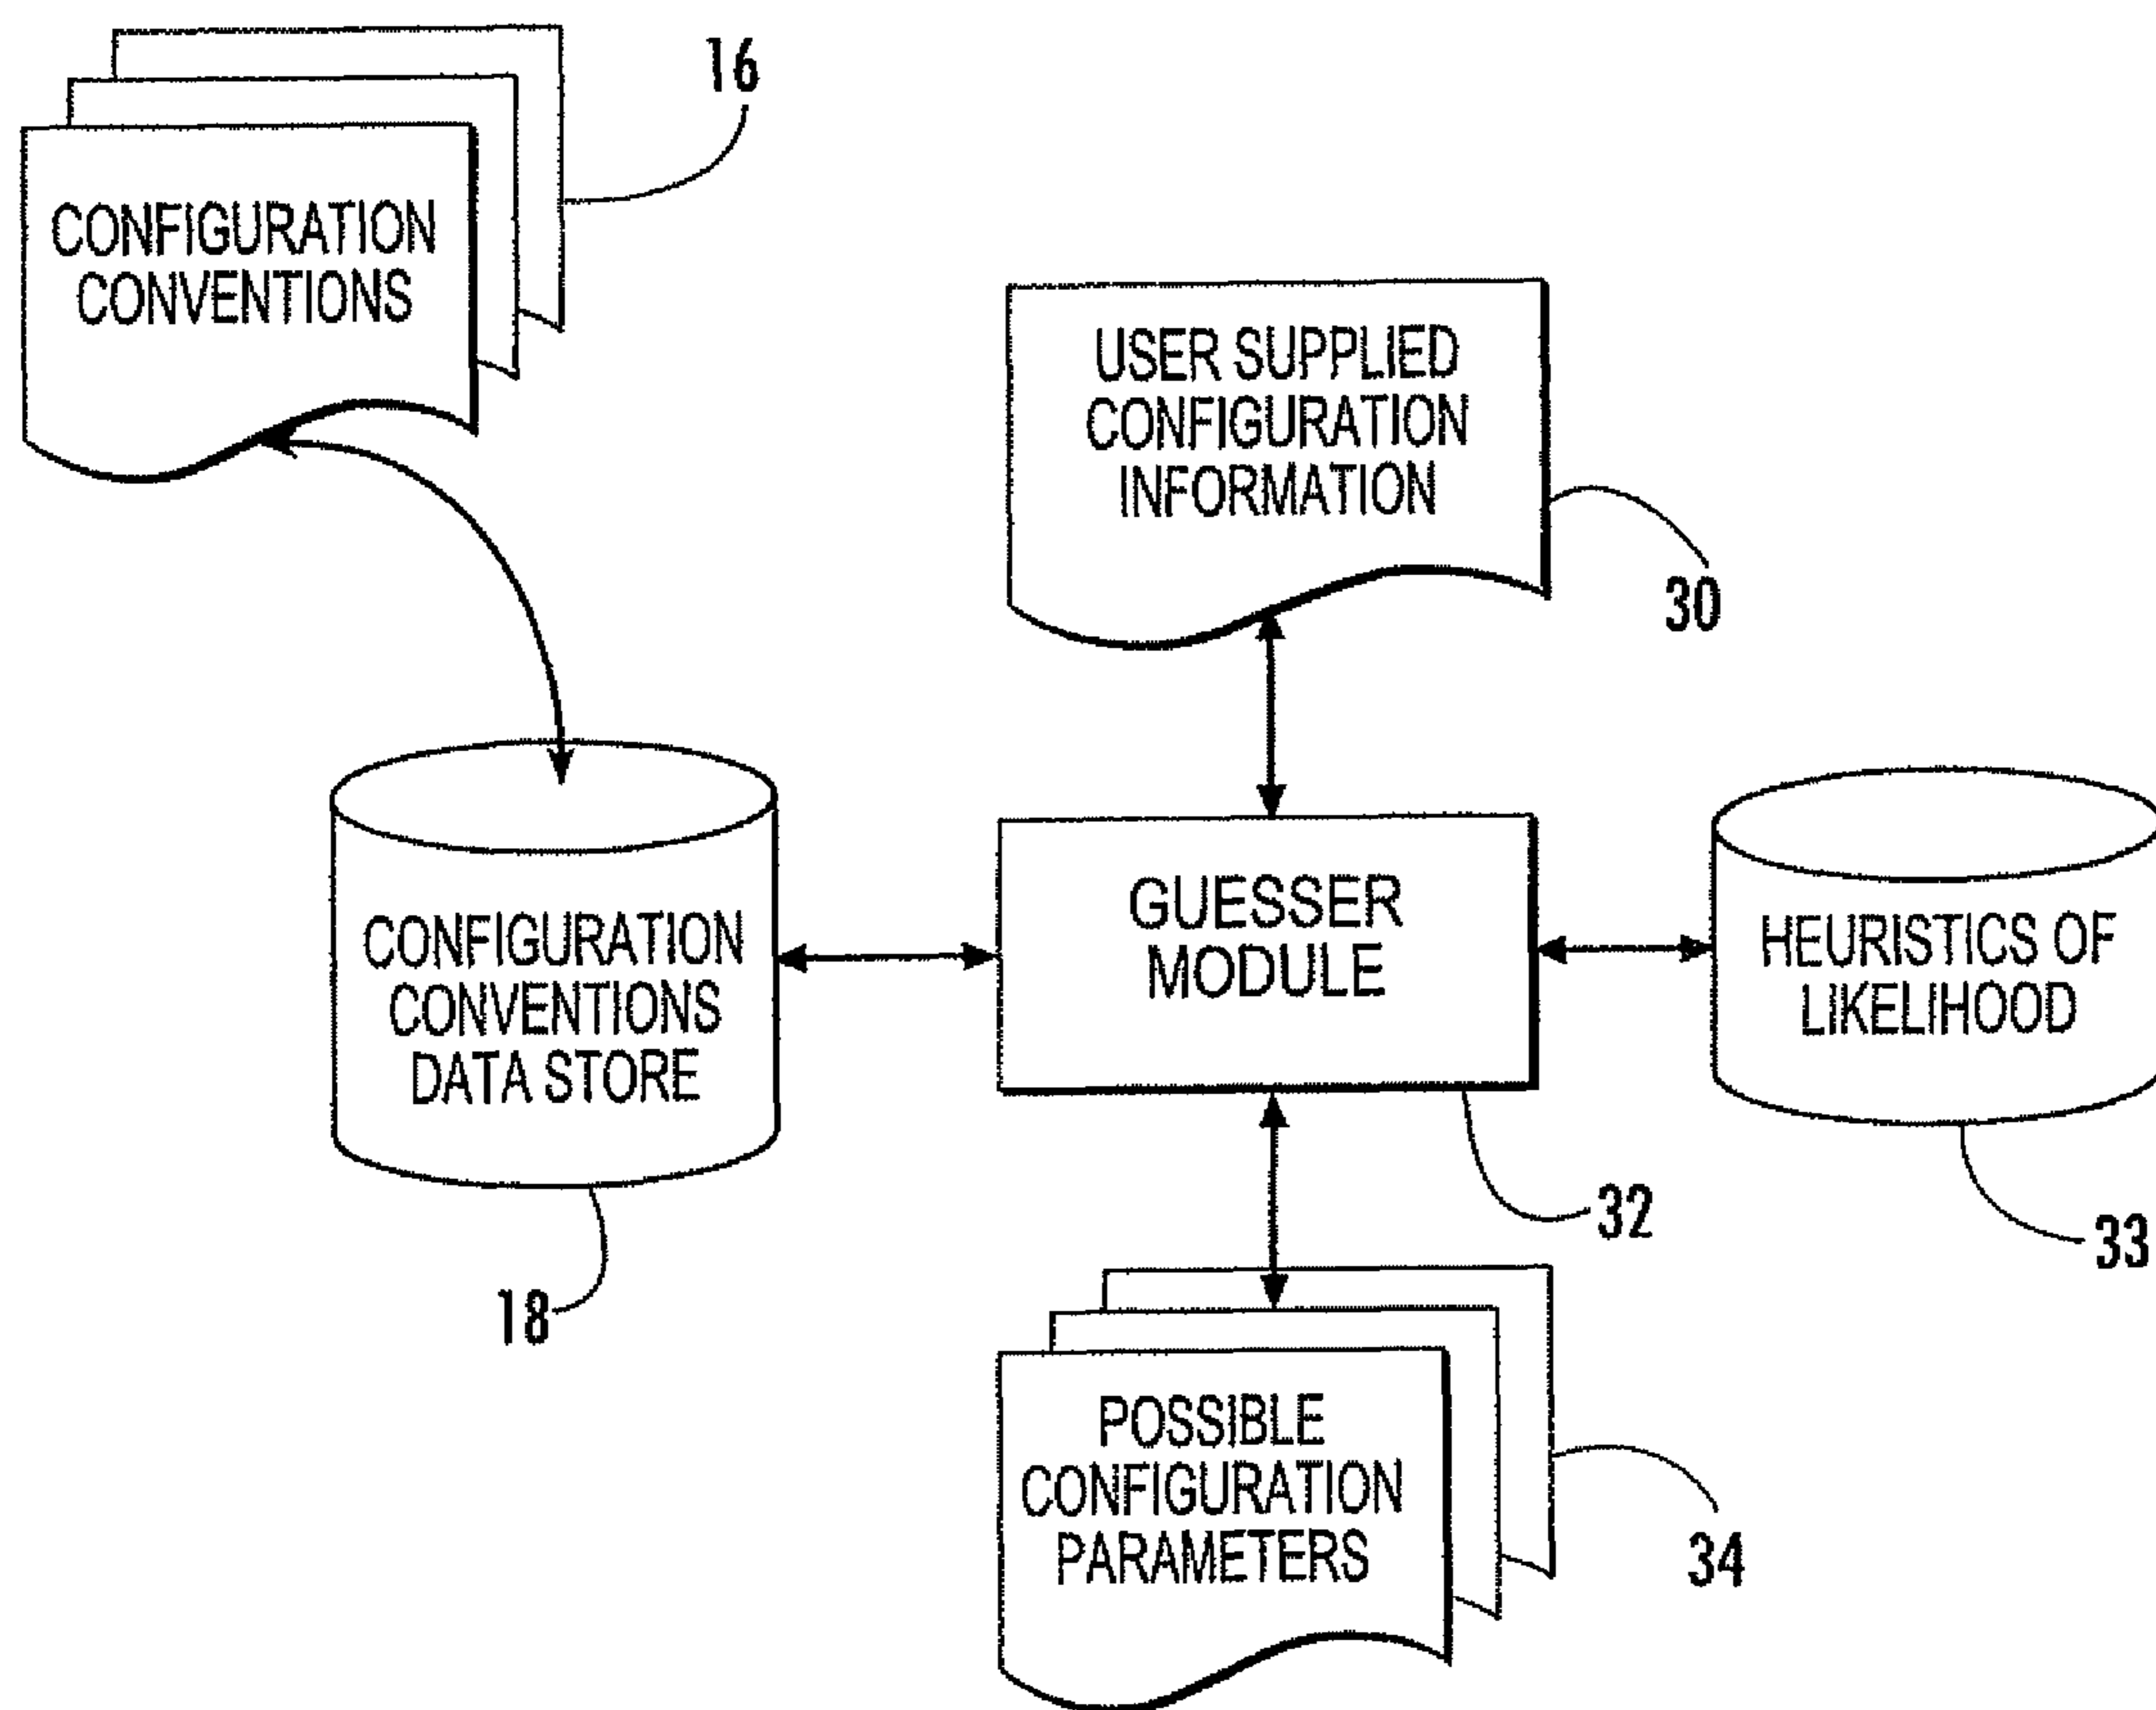 16
CONFIGURATION
CONVENTIONS
USER SUPPLIED
CONFIGURATION
INFORMATION
30
CONFIGURATION
CONVENTIONS
DATA STORE
18
GUESSER
MODULE
32
HEURISTICS OF
LIKELIHOOD
33
POSSIBLE
CONFIGURATION
PARAMETERS
34